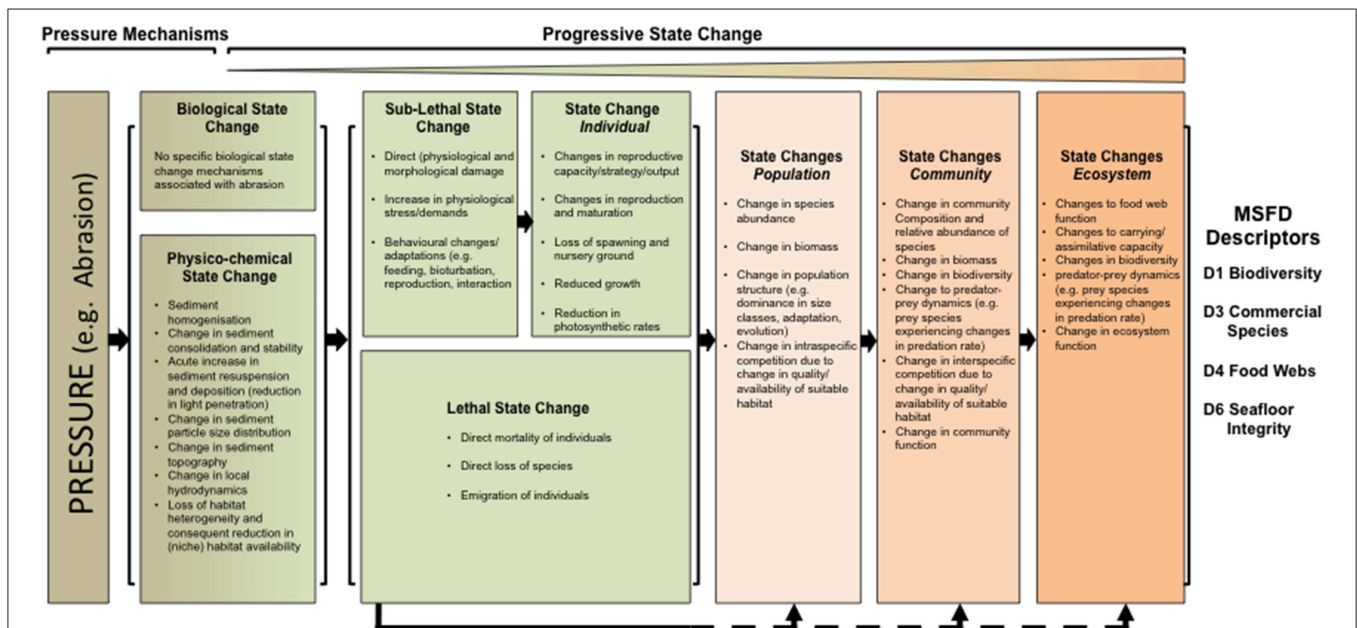 Pressure Mechanisms
Progressive State Change
PRESSURE (e.g. Abrasion)
Biological State
Change
No specific biological state
change mechanisms
associated with abrasion
Physico-chemical
State Change
• Sediment
homogenisation
• Change in sediment
consolidation and stability
• Acute increase in
sediment resuspension
and deposition (reduction
in light penetration)
• Change in sediment
particle size distribution
• Change in sediment
topography
• Change in local
hydrodynamics
• Loss of habitat
heterogeneity and
consequent reduction in
(niche) habitat availability
Sub-Lethal State
Change
• Direct (physiological and
morphological damage
• Increase in physiological
stress/demands
• Behavioural changes/
adaptations (e.g.
feeding, bioturbation,
reproduction, interaction
State Change
Individual
• Changes in reproductive
capacity/strategy/output
• Changes in reproduction
and maturation
• Loss of spawning and
nursery ground
• Reduced growth
• Reduction in
photosynthetic rates
Lethal State Change
• Direct mortality of individuals
• Direct loss of species
• Emigration of individuals
State Changes
Population
• Change in species
abundance
• Change in biomass
• Change in population
structure (e.g.
dominance in size
classes, adaptation,
evolution)
• Change in intraspecific
competition due to
change in quality/
availability of suitable
habitat
State Changes
Community
• Change in community
Composition and
relative abundance of
species
• Change in biomass
• Change in biodiversity
• Change to predator-
prey dynamics (e.g.
prey species
experiencing changes
in predation rate)
• Change in interspecific
competition due to
change in quality/
availability of suitable
habitat
• Change in community
function
State Changes
Ecosystem
• Changes to food web
function
• Changes to carrying/
assimilative capacity
• Changes in biodiversity
• predator-prey dynamics
(e.g. prey species
experiencing changes
in predation rate)
• Change in ecosystem
function
MSFD
Descriptors
D1 Biodiversity
D3 Commercial
Species
D4 Food Webs
D6 Seafloor
Integrity